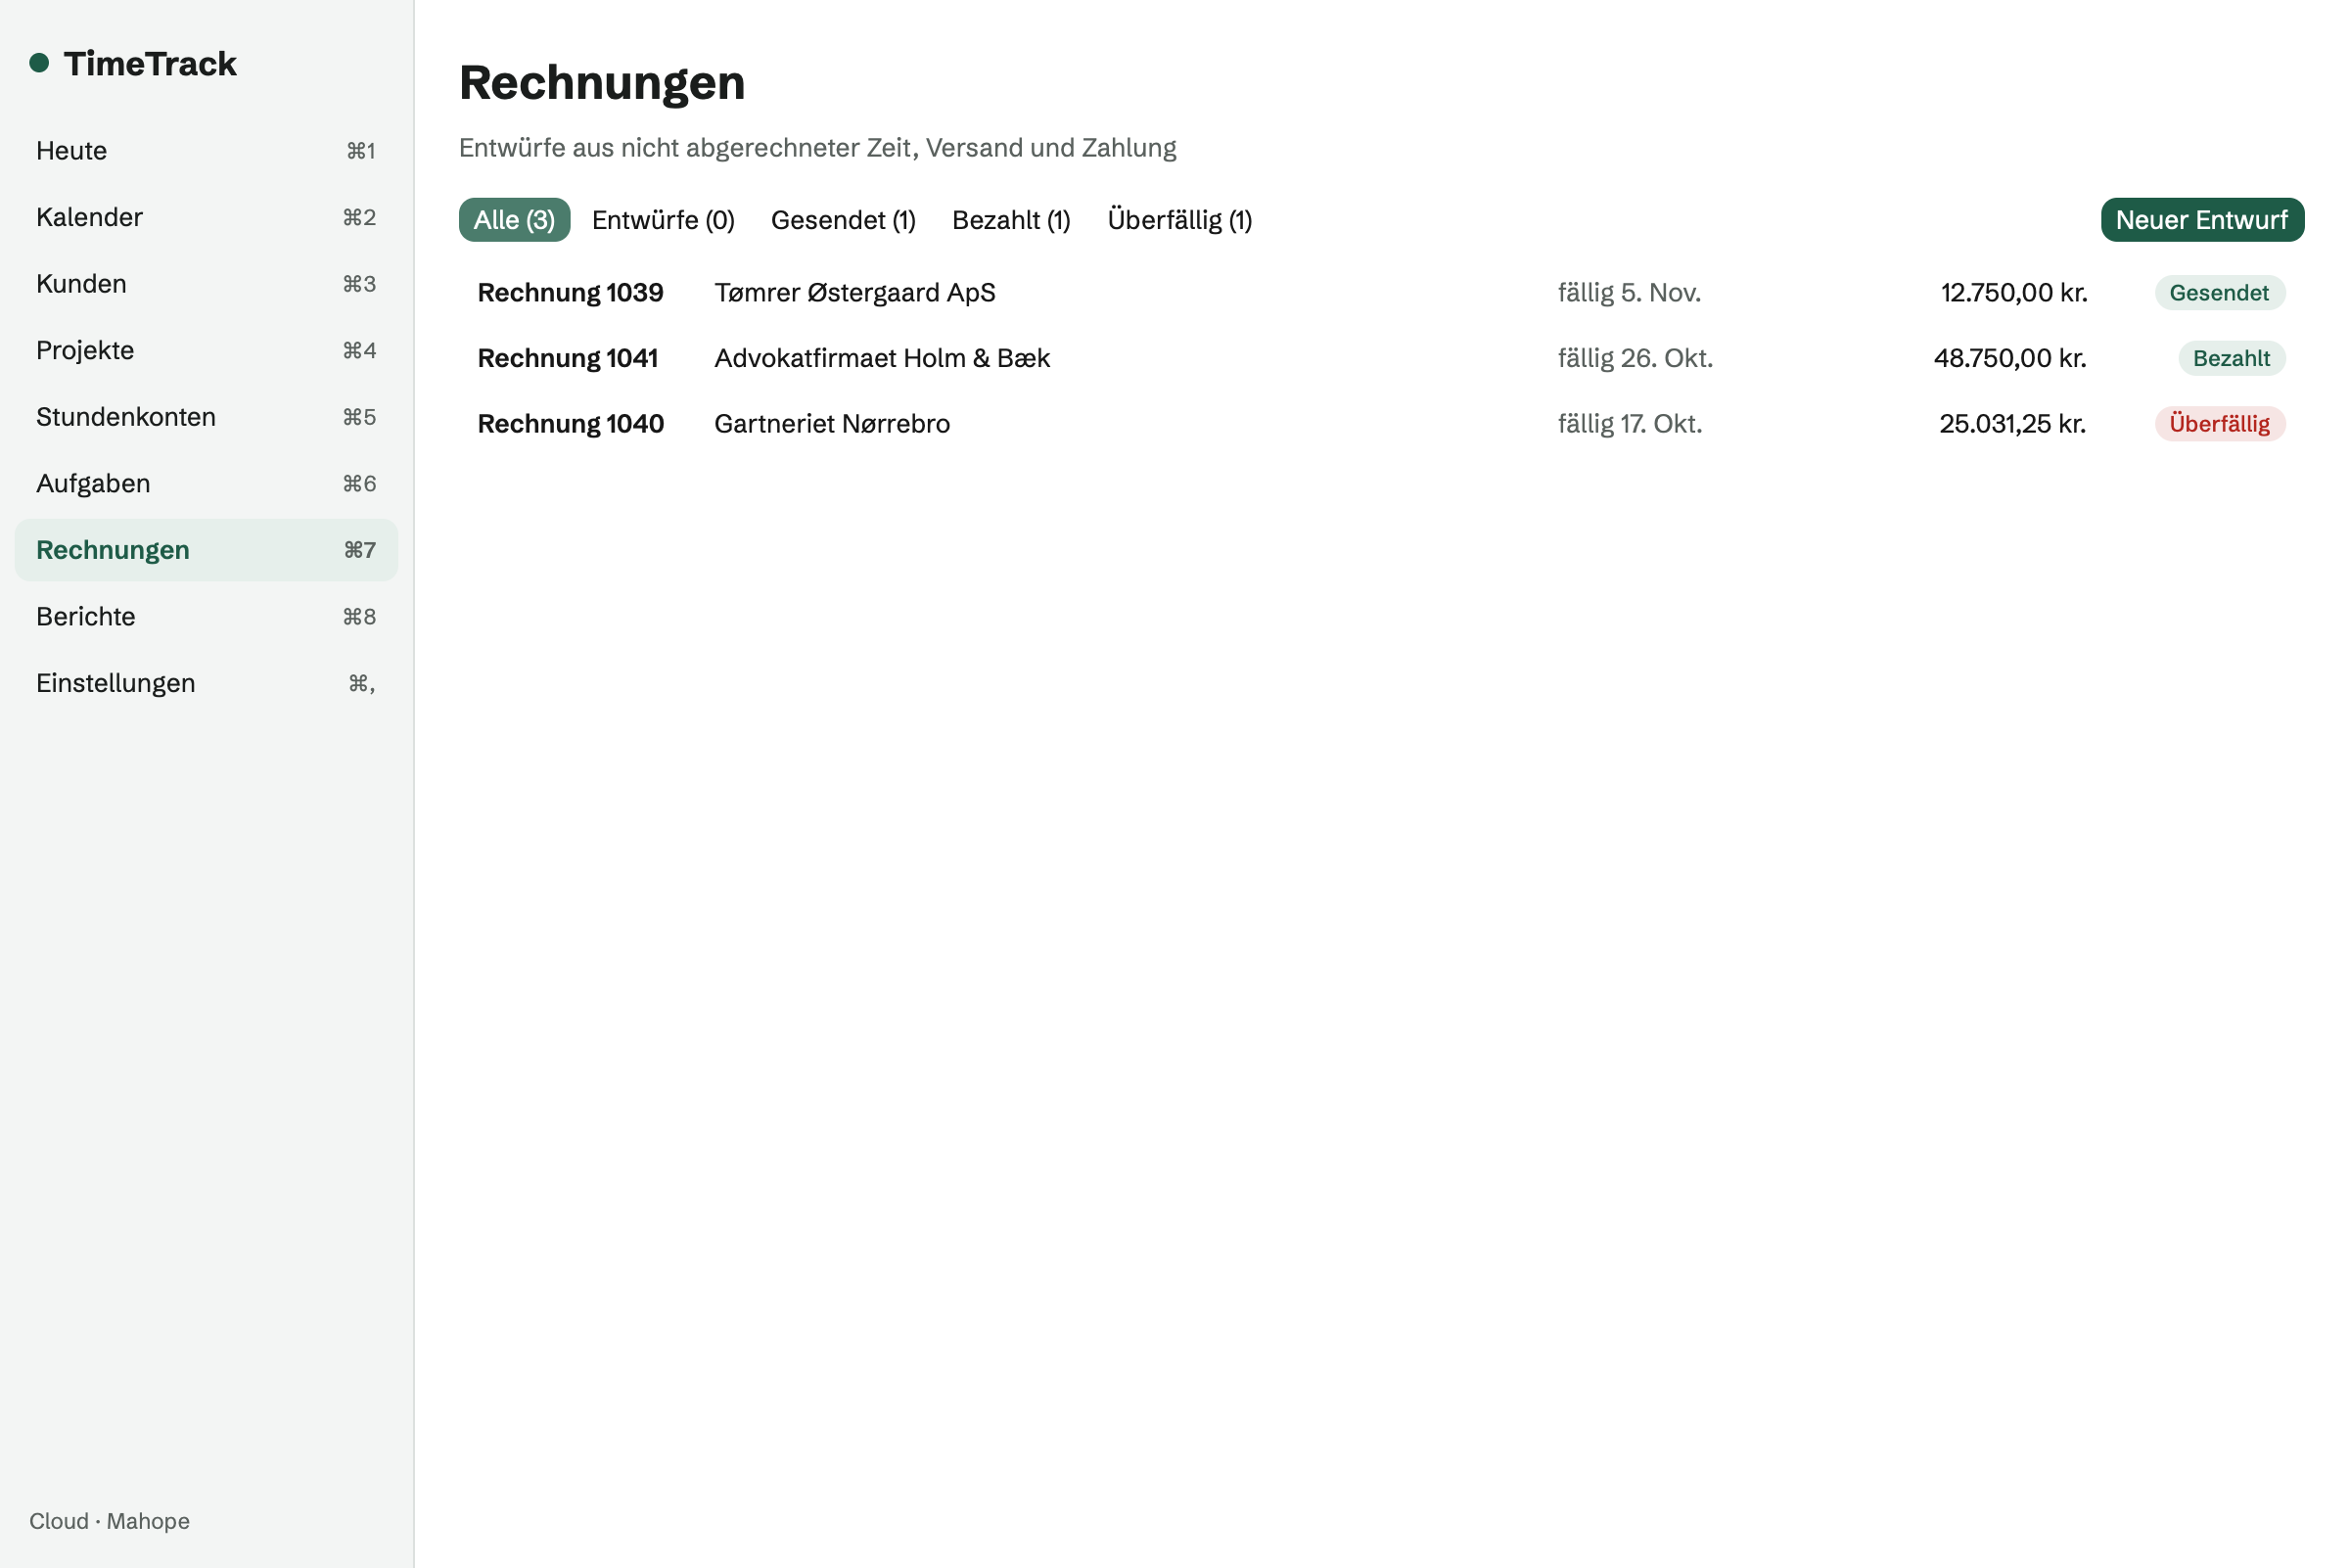 TimeTrack
Heute ⌘1
Kalender ⌘2
Kunden ⌘3
Projekte ⌘4
Stundenkonten ⌘5
Aufgaben ⌘6
Rechnungen ⌘7
Berichte ⌘8
Einstellungen ⌘,
Cloud · Mahope
Rechnungen
Entwürfe aus nicht abgerechneter Zeit, Versand und Zahlung
Alle (3) Entwürfe (0) Gesendet (1) Bezahlt (1) Überfällig (1) Neuer Entwurf
Rechnung 1039 Tømrer Østergaard ApS fällig 5. Nov. 12.750,00 kr. Gesendet
Rechnung 1041 Advokatfirmaet Holm & Bæk fällig 26. Okt. 48.750,00 kr. Bezahlt
Rechnung 1040 Gartneriet Nørrebro fällig 17. Okt. 25.031,25 kr. Überfällig